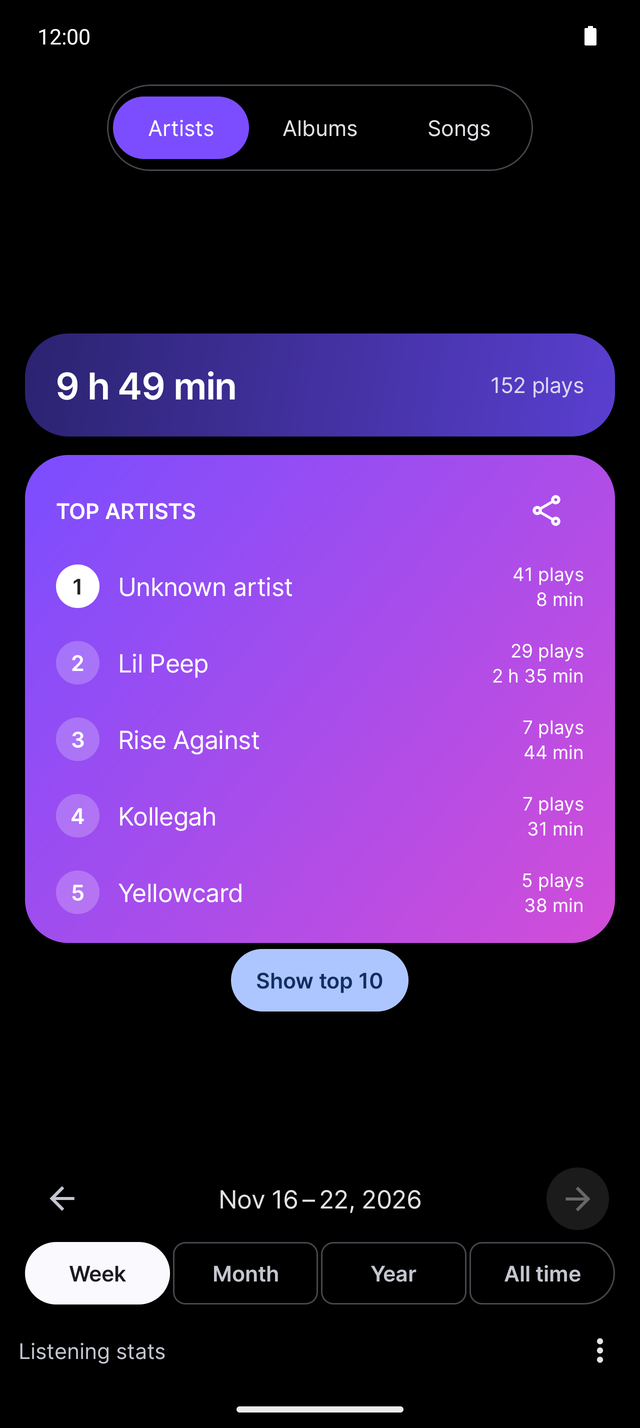 12:00
Artists Albums Songs
9 h 49 min 152 plays
TOP ARTISTS
1 Unknown artist 41 plays
8 min
2 Lil Peep 29 plays
2 h 35 min
3 Rise Against 7 plays
44 min
4 Kollegah 7 plays
31 min
5 Yellowcard 5 plays
38 min
Show top 10
Nov 16 – 22, 2026
Week Month Year All time
Listening stats